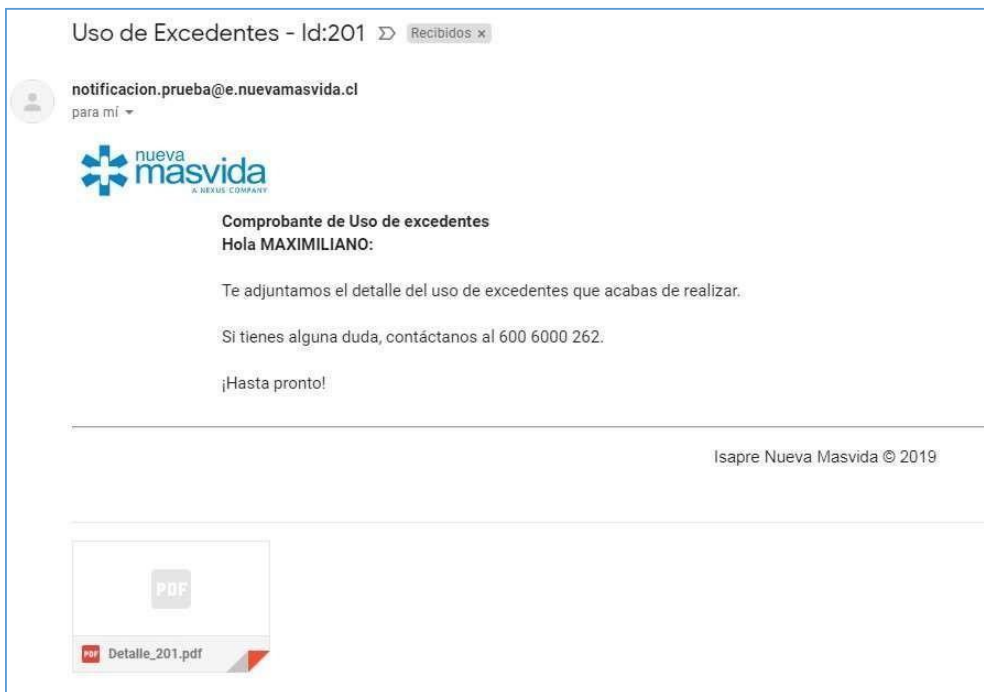 Uso de Excedentes - Id:201 Recibidos x
notificacion.prueba@e.nuevamasvida.cl
para mí
nueva
masvida
A NEXUS COMPANY
Comprobante de Uso de excedentes
Hola MAXIMILIANO:
Te adjuntamos el detalle del uso de excedentes que acabas de realizar.
Si tienes alguna duda, contáctanos al 600 6000 262.
¡Hasta pronto!
Isapre Nueva Masvida © 2019
PDF
PDF Detalle_201.pdf